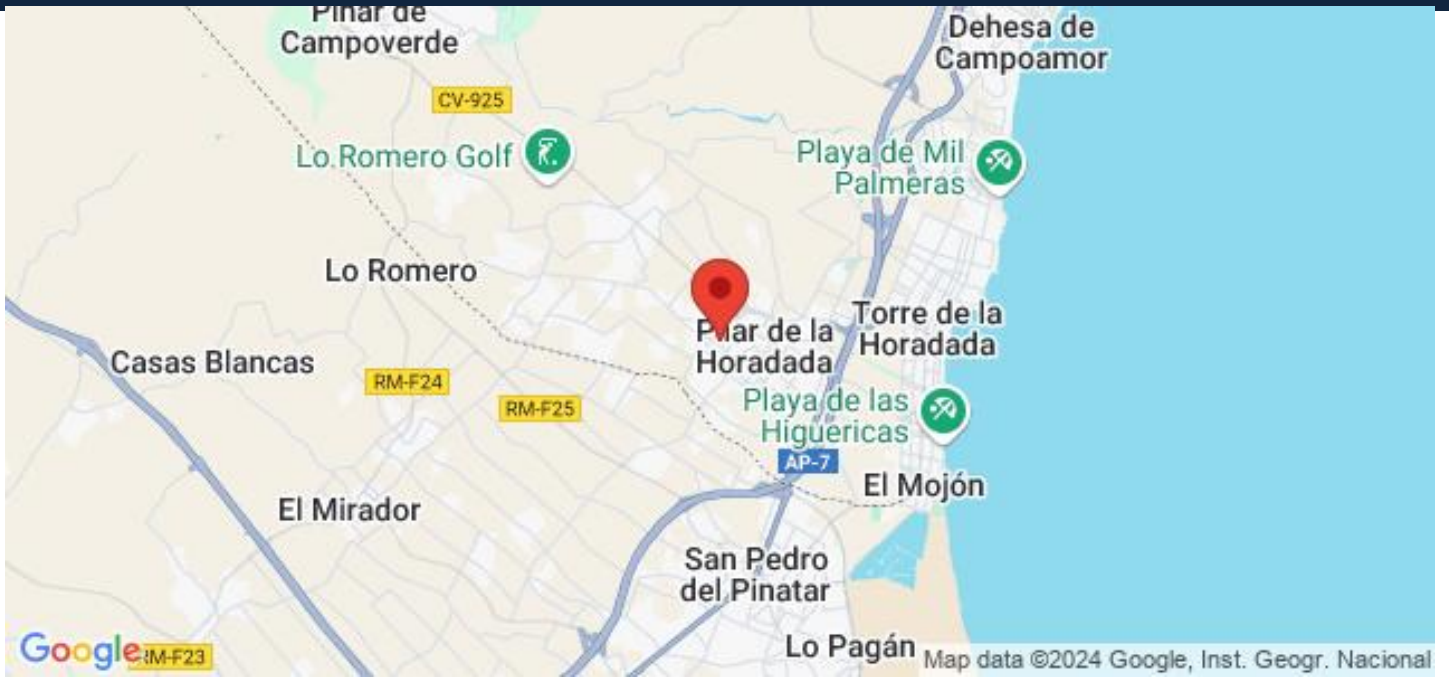 Pinar de
Campoverde
Dehesa de
Campoamor
CV-925
Lo Romero Golf
Playa de Mil
Palmeras
Lo Romero
Pilar de la
Horadada
Torre de la
Horadada
Casas Blancas
RM-F24
RM-F25
Playa de las
Higuericas
AP-7
El Mojón
El Mirador
San Pedro
del Pinatar
Lo Pagán
Google
RM-F23
Map data ©2024 Google, Inst. Geogr. Nacional